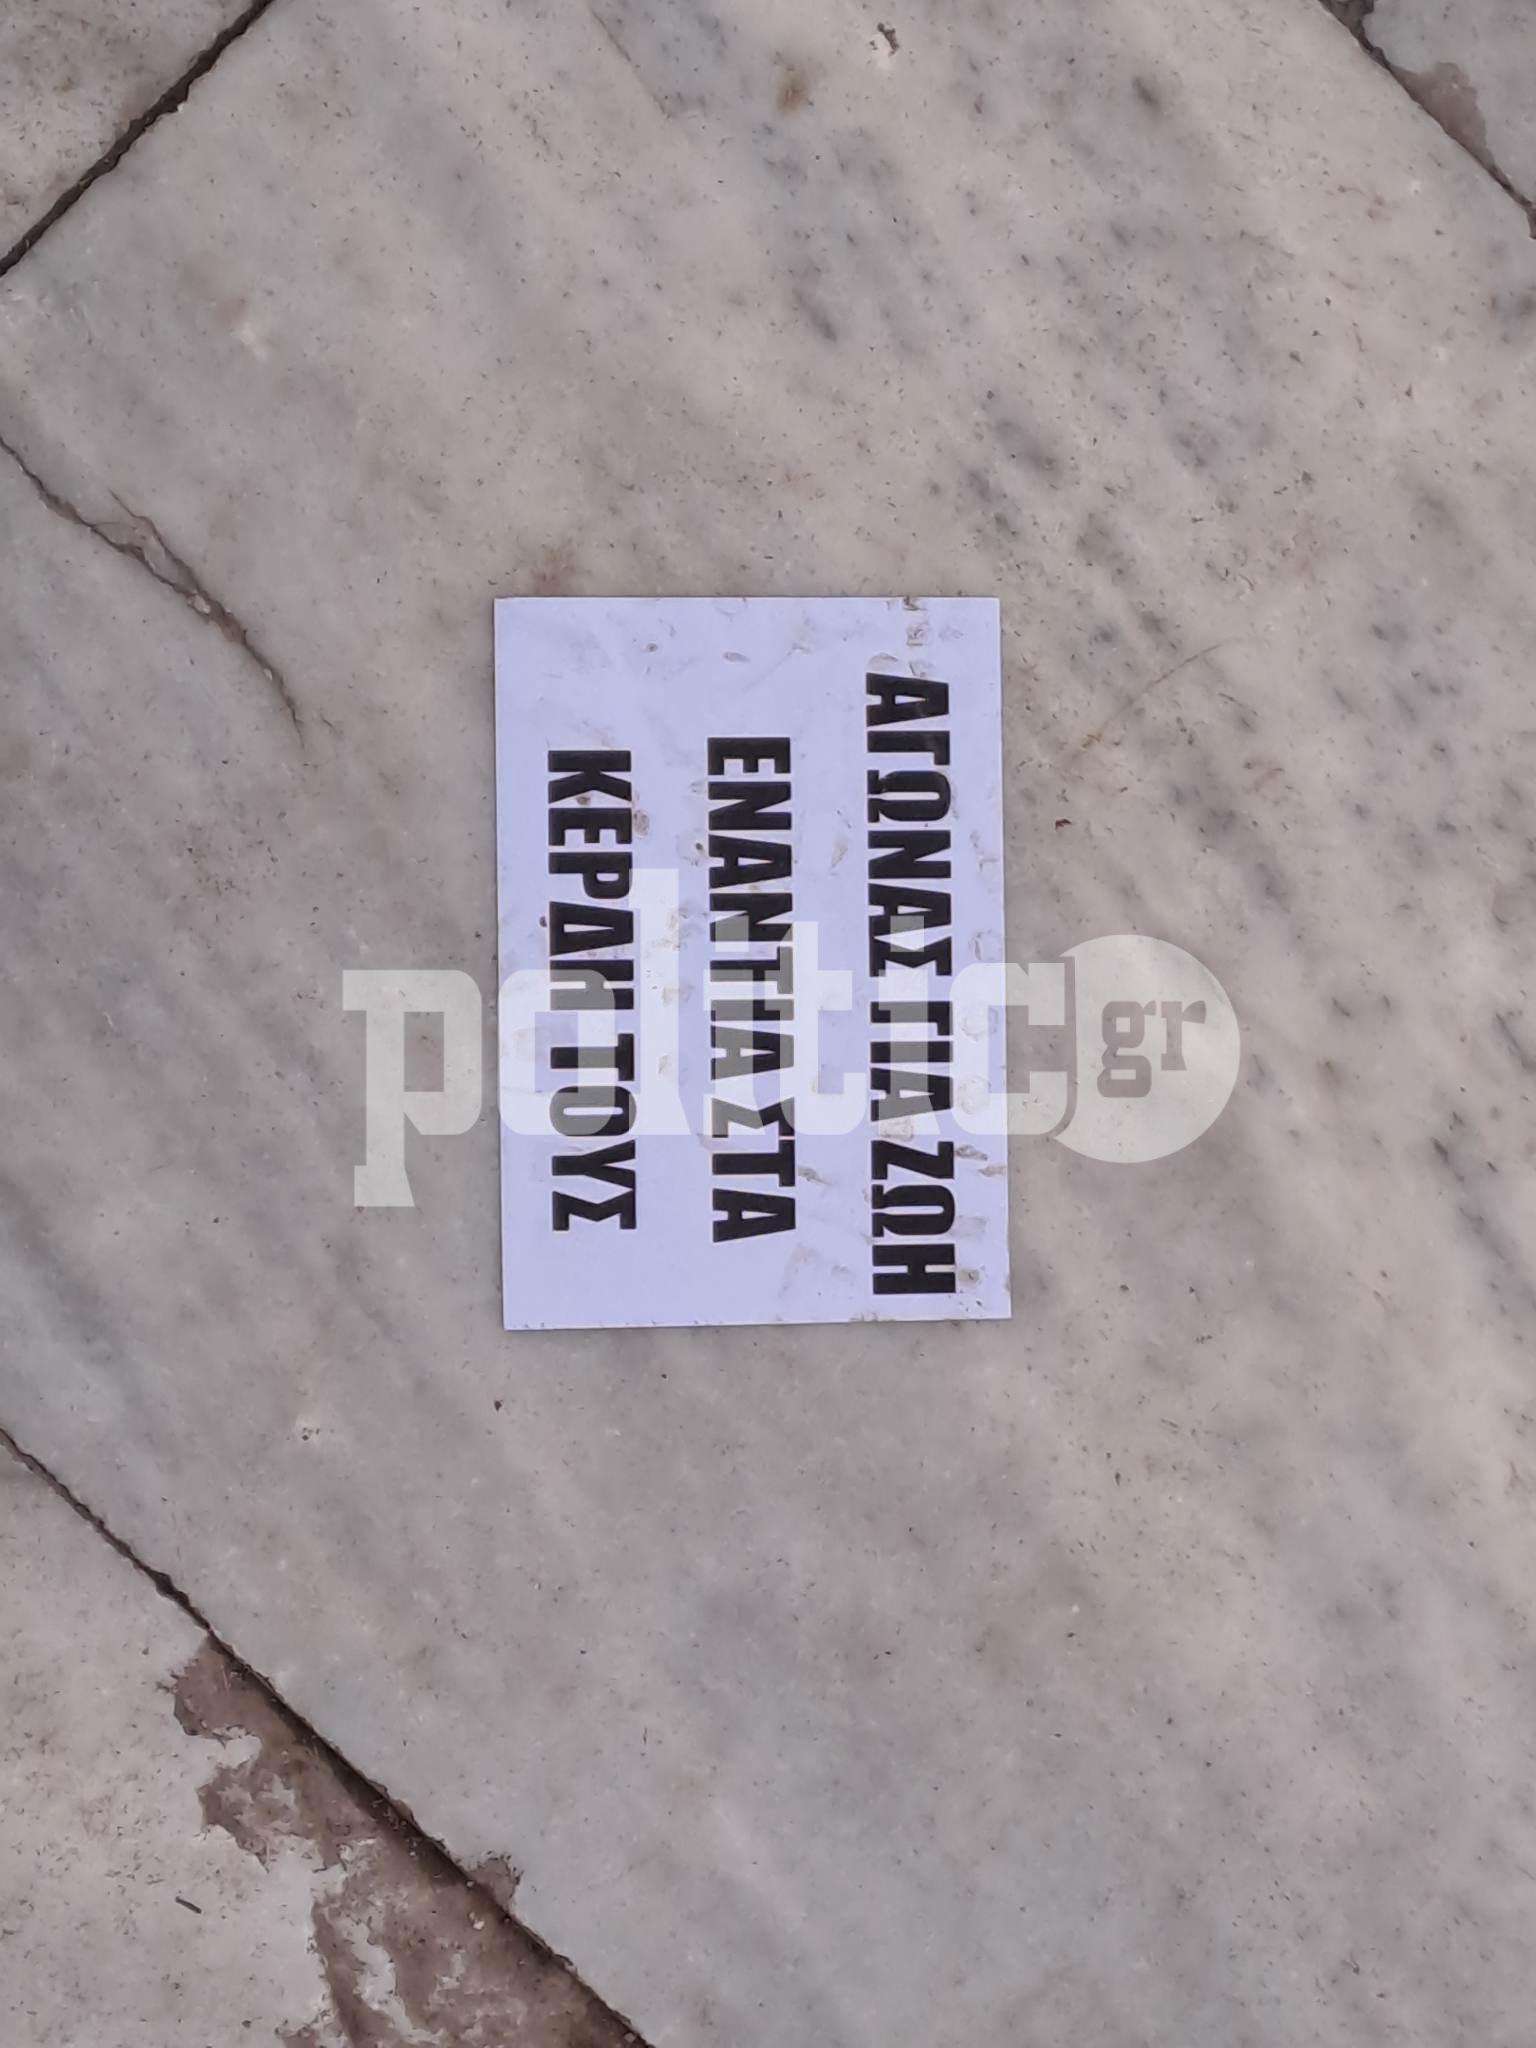 ΑΓΩΝΑΣ ΓΙΑ ΖΩΗ
ΕΝΑΝΤΙΑ ΣΤΑ
ΚΕΡΔΗ ΤΟΥΣ
politic gr